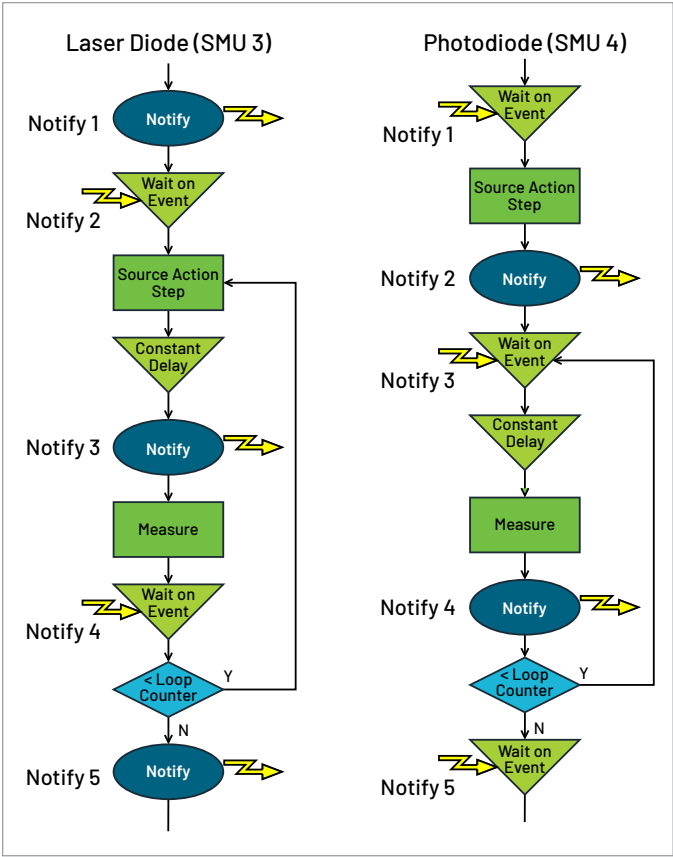 Laser Diode (SMU 3)
Notify 1
Notify
Wait on
Event
Notify 2
Source Action
Step
Constant
Delay
Notify 3
Notify
Measure
Wait on
Event
Notify 4
< Loop
Counter
Y
N
Notify 5
Notify
Photodiode (SMU 4)
Wait on
Event
Notify 1
Source Action
Step
Notify 2
Notify
Wait on
Event
Notify 3
Constant
Delay
Measure
Notify 4
Notify
< Loop
Counter
Y
N
Wait on
Event
Notify 5